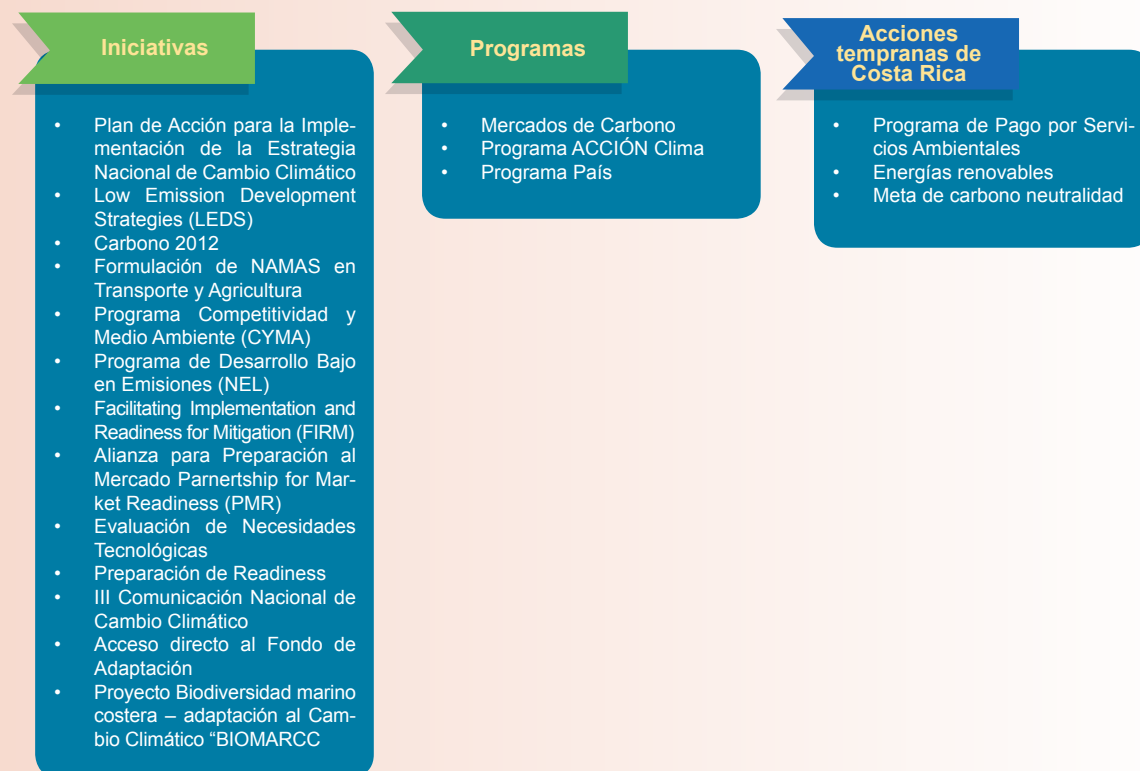 Iniciativas
• Plan de Acción para la Imple-
mentación de la Estrategia
Nacional de Cambio Climático
• Low Emission Development
Strategies (LEDS)
• Carbono 2012
• Formulación de NAMAS en
Transporte y Agricultura
• Programa Competitividad y
Medio Ambiente (CYMA)
• Programa de Desarrollo Bajo
en Emisiones (NEL)
• Facilitating Implementation and
Readiness for Mitigation (FIRM)
• Alianza para Preparación al
Mercado Parnertship for Mar-
ket Readiness (PMR)
• Evaluación de Necesidades
Tecnológicas
• Preparación de Readiness
• III Comunicación Nacional de
Cambio Climático
• Acceso directo al Fondo de
Adaptación
• Proyecto Biodiversidad marino
costera – adaptación al Cam-
bio Climático “BIOMARCC
Programas
• Mercados de Carbono
• Programa ACCIÓN Clima
• Programa País
Acciones
tempranas de
Costa Rica
• Programa de Pago por Servi-
cios Ambientales
• Energías renovables
• Meta de carbono neutralidad